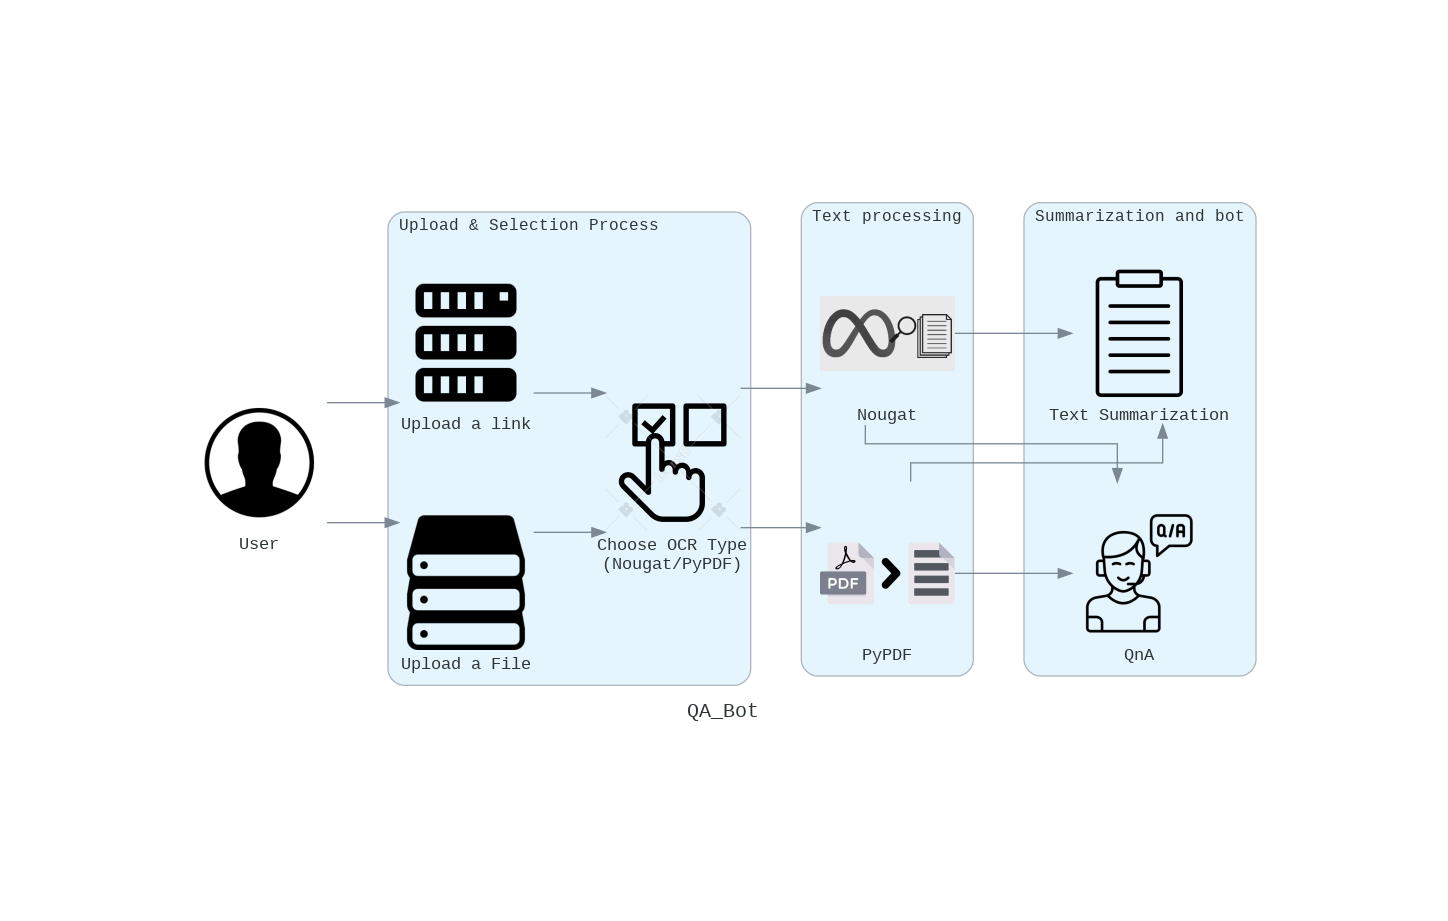 Upload & Selection Process
Text processing
Summarization and bot
Upload a link
Nougat
Text Summarization
User
Choose OCR Type
(Nougat/PyPDF)
PDF
Q/A
Upload a File
PyPDF
QnA
QA_Bot